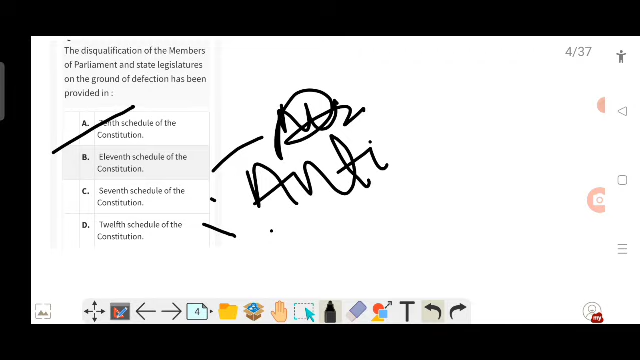 4/37
The disqualification of the Members
of Parliament and state legislatures
on the ground of defection has been
provided in :
A. Tenth schedule of the
Constitution.
B. Eleventh schedule of the
Constitution.
C. Seventh schedule of the
Constitution.
D. Twelfth schedule of the
Constitution.
Anti
4
T
my